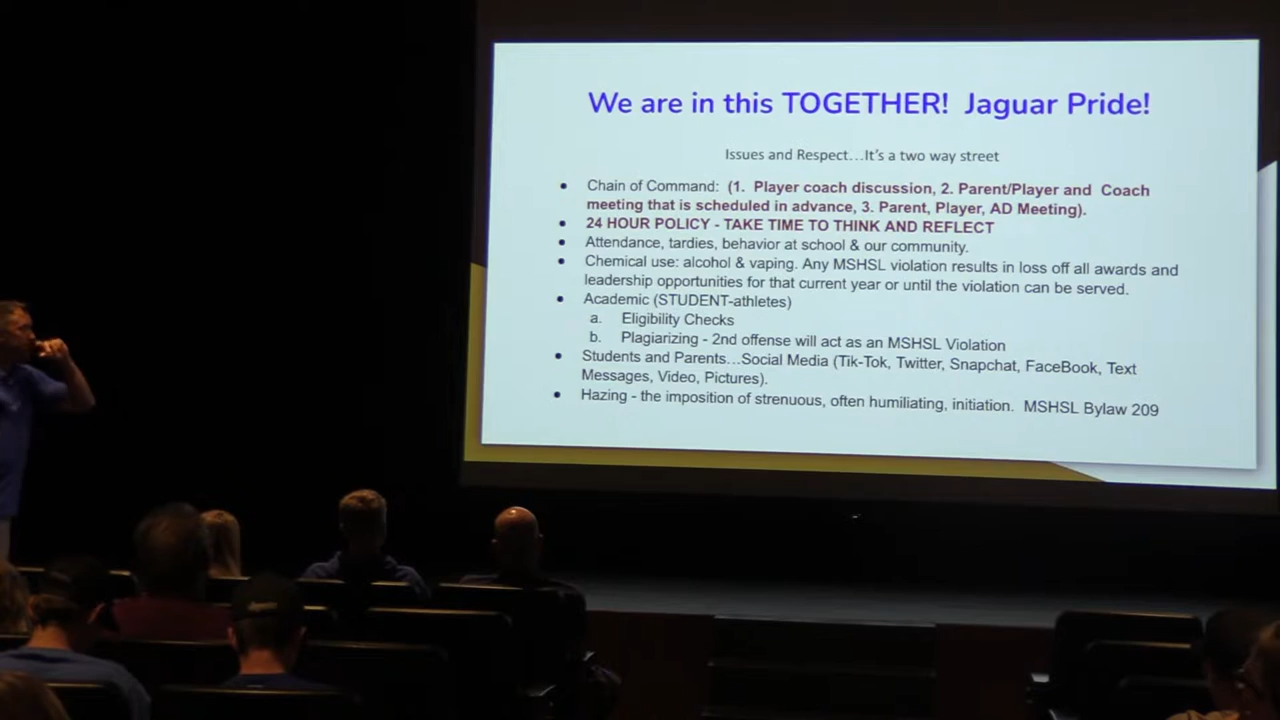 We are in this TOGETHER! Jaguar Pride!
Issues and Respect...It's a two way street
• Chain of Command: (1. Player coach discussion, 2. Parent/Player and Coach
meeting that is scheduled in advance, 3. Parent, Player, AD Meeting).
• 24 HOUR POLICY - TAKE TIME TO THINK AND REFLECT
• Attendance, tardies, behavior at school & our community.
• Chemical use: alcohol & vaping. Any MSHSL violation results in loss off all awards and
leadership opportunities for that current year or until the violation can be served.
• Academic (STUDENT-athletes)
a. Eligibility Checks
b. Plagiarizing - 2nd offense will act as an MSHSL Violation
• Students and Parents...Social Media (Tik-Tok, Twitter, Snapchat, FaceBook, Text
Messages, Video, Pictures).
• Hazing - the imposition of strenuous, often humiliating, initiation. MSHSL Bylaw 209